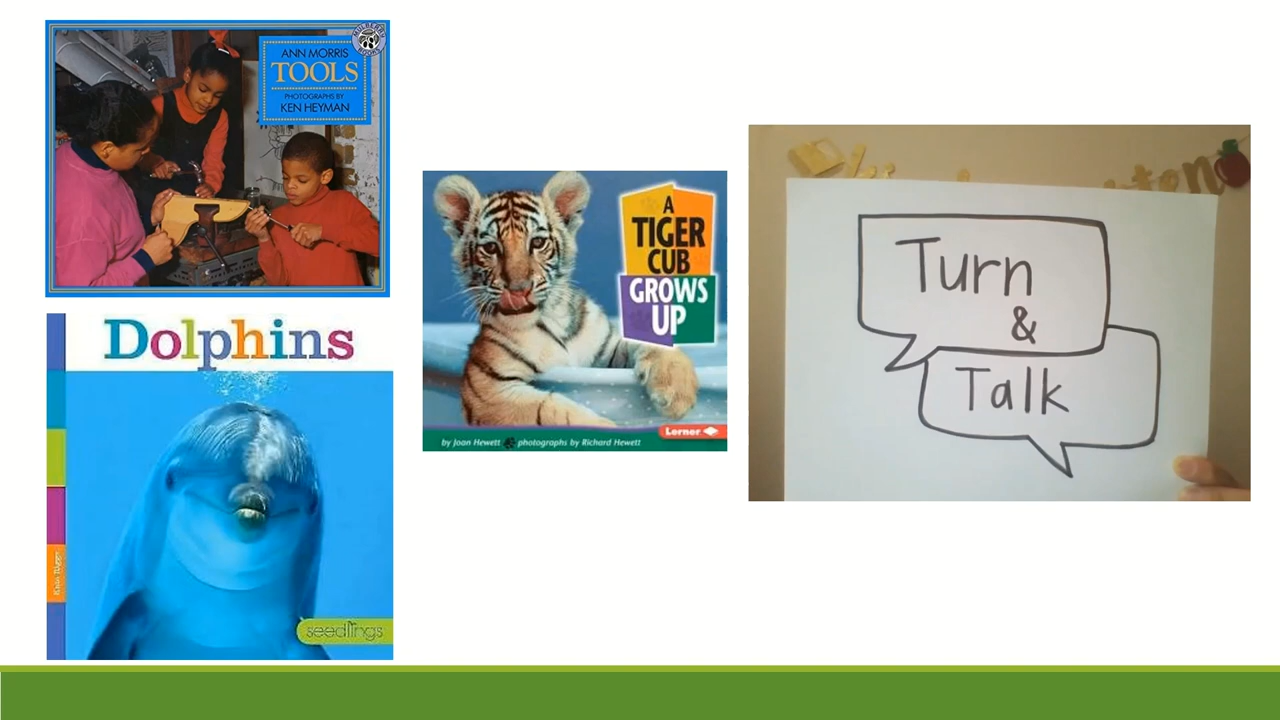 ANN MORRIS
TOOLS
PHOTOGRAPHS BY
KEN HEYMAN
Dolphins
seedlings
A
TIGER
CUB
GROWS
UP
by Joan Hewett photographs by Richard Hewett
Lerner
Turn
&
Talk